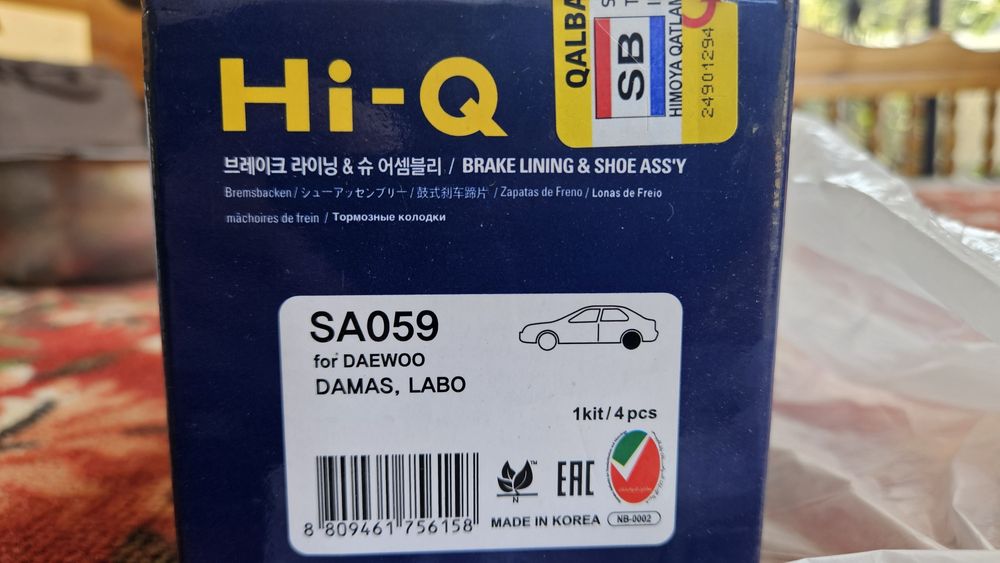 Hi-Q
QALBA
SB
HIMOYA QATLAM
24901294
브레이크 라이닝 & 슈 어셈블리 / BRAKE LINING & SHOE ASS'Y
Bremsbacken / シューアッセンブリー / 鼓式刹车蹄片 / Zapatas de Freno / Lonas de Freio
mâchoires de frein / Тормозные колодки
SA059
for DAEWOO
DAMAS, LABO
1kit/4pcs
8 809461 756158
N
TM
EAC
MADE IN KOREA
NB-0002